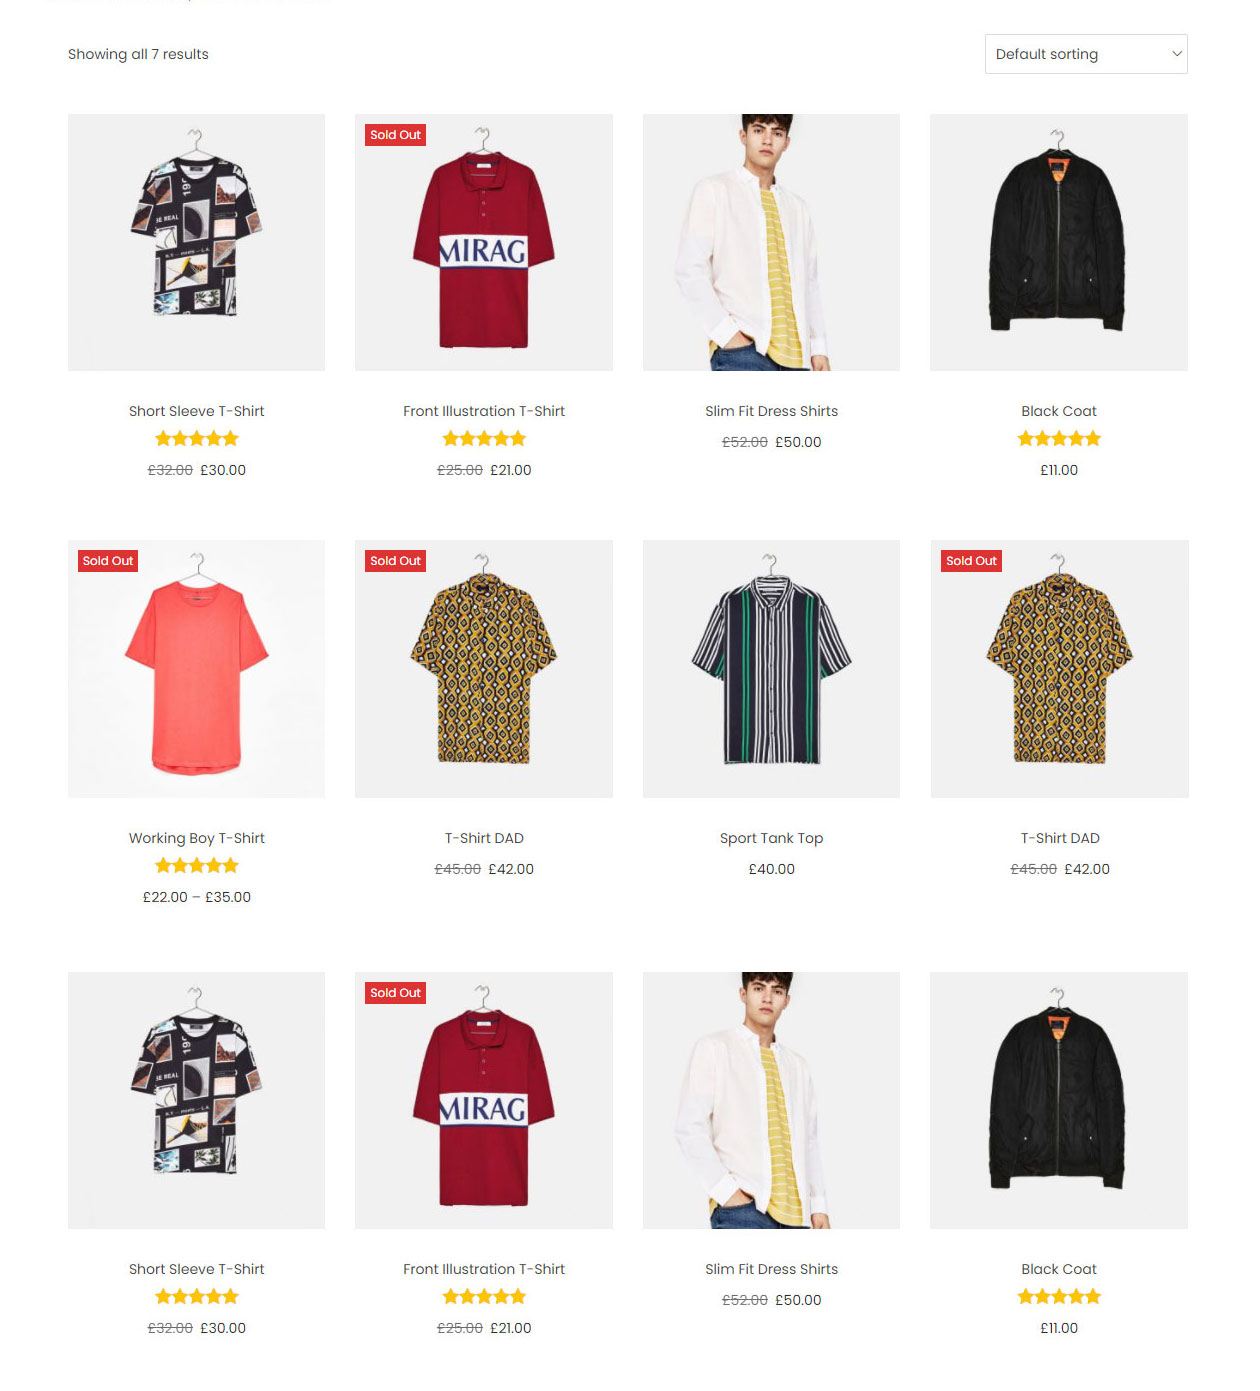 Showing all 7 results
Default sorting
Sold Out
BE REAL
MIRAG
Short Sleeve T-Shirt
Front Illustration T-Shirt
Slim Fit Dress Shirts
Black Coat
£32.00 £30.00
£25.00 £21.00
£52.00 £50.00
£11.00
Sold Out
Sold Out
Sold Out
Working Boy T-Shirt
T-Shirt DAD
Sport Tank Top
T-Shirt DAD
£22.00 – £35.00
£45.00 £42.00
£40.00
£45.00 £42.00
Sold Out
BE REAL
MIRAG
Short Sleeve T-Shirt
Front Illustration T-Shirt
Slim Fit Dress Shirts
Black Coat
£32.00 £30.00
£25.00 £21.00
£52.00 £50.00
£11.00